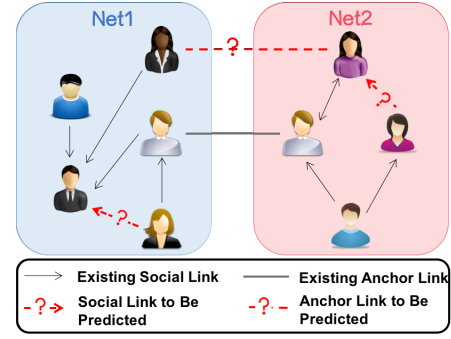 Net1
Net2
?
?
?
Existing Social Link
Existing Anchor Link
-?-> Social Link to Be
Predicted
-?- Anchor Link to Be
Predicted